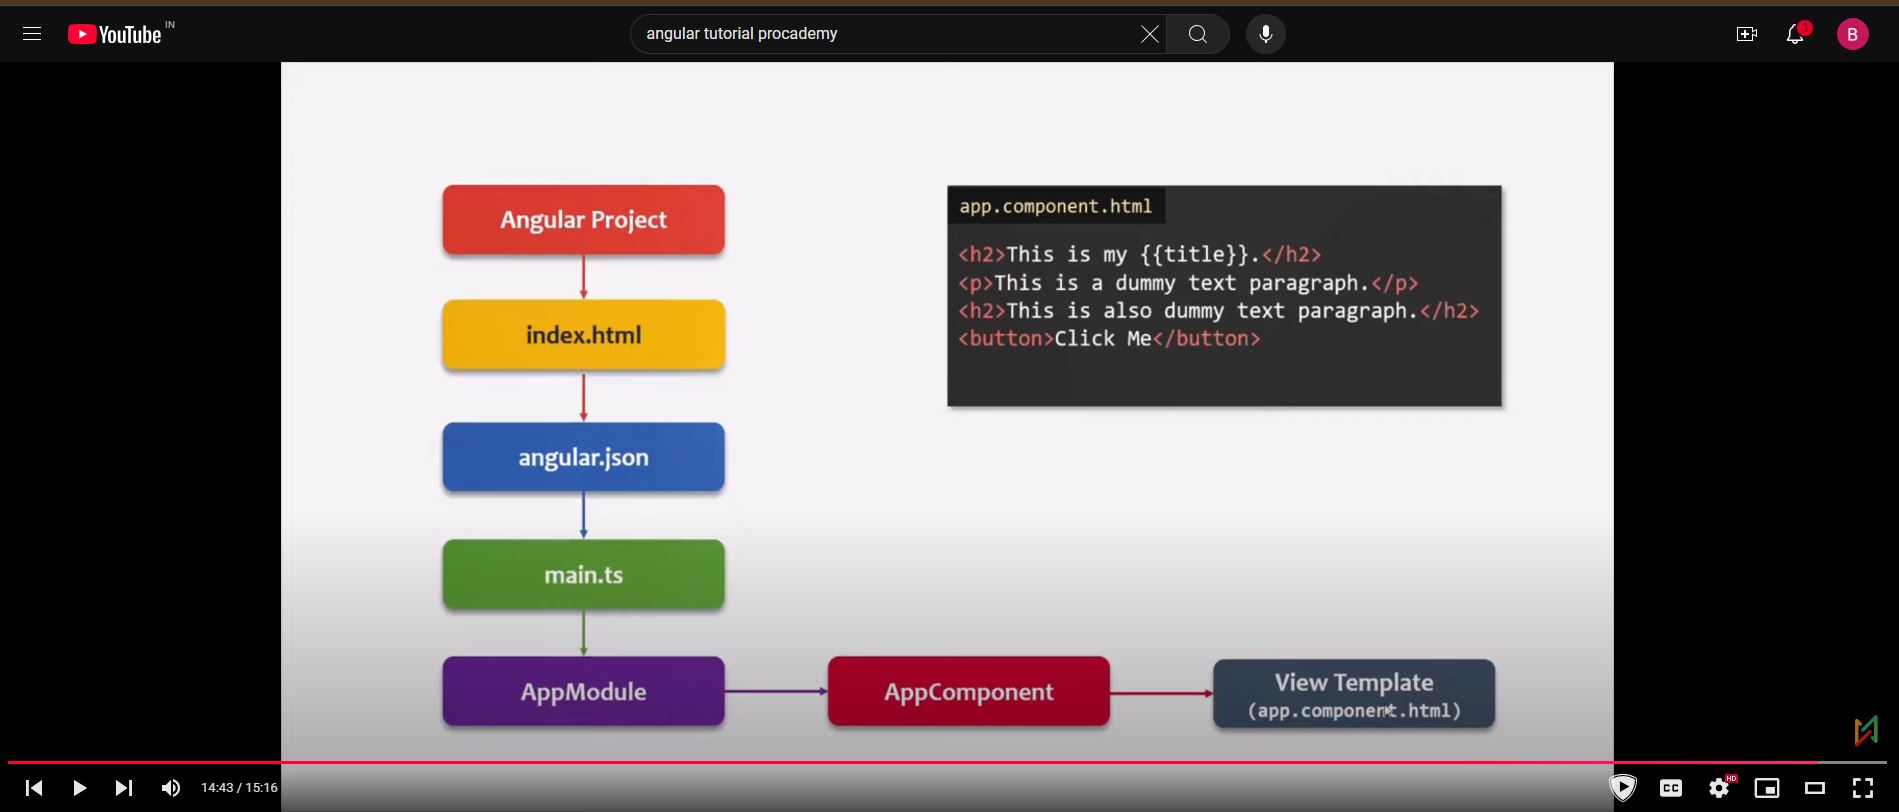 YouTube IN
angular tutorial procademy
1
B
Angular Project
index.html
angular.json
main.ts
AppModule
AppComponent
View Template
(app.component.html)
app.component.html
<h2>This is my {{title}}.</h2>
<p>This is a dummy text paragraph.</p>
<h2>This is also dummy text paragraph.</h2>
<button>Click Me</button>
14:43 / 15:16
CC
HD